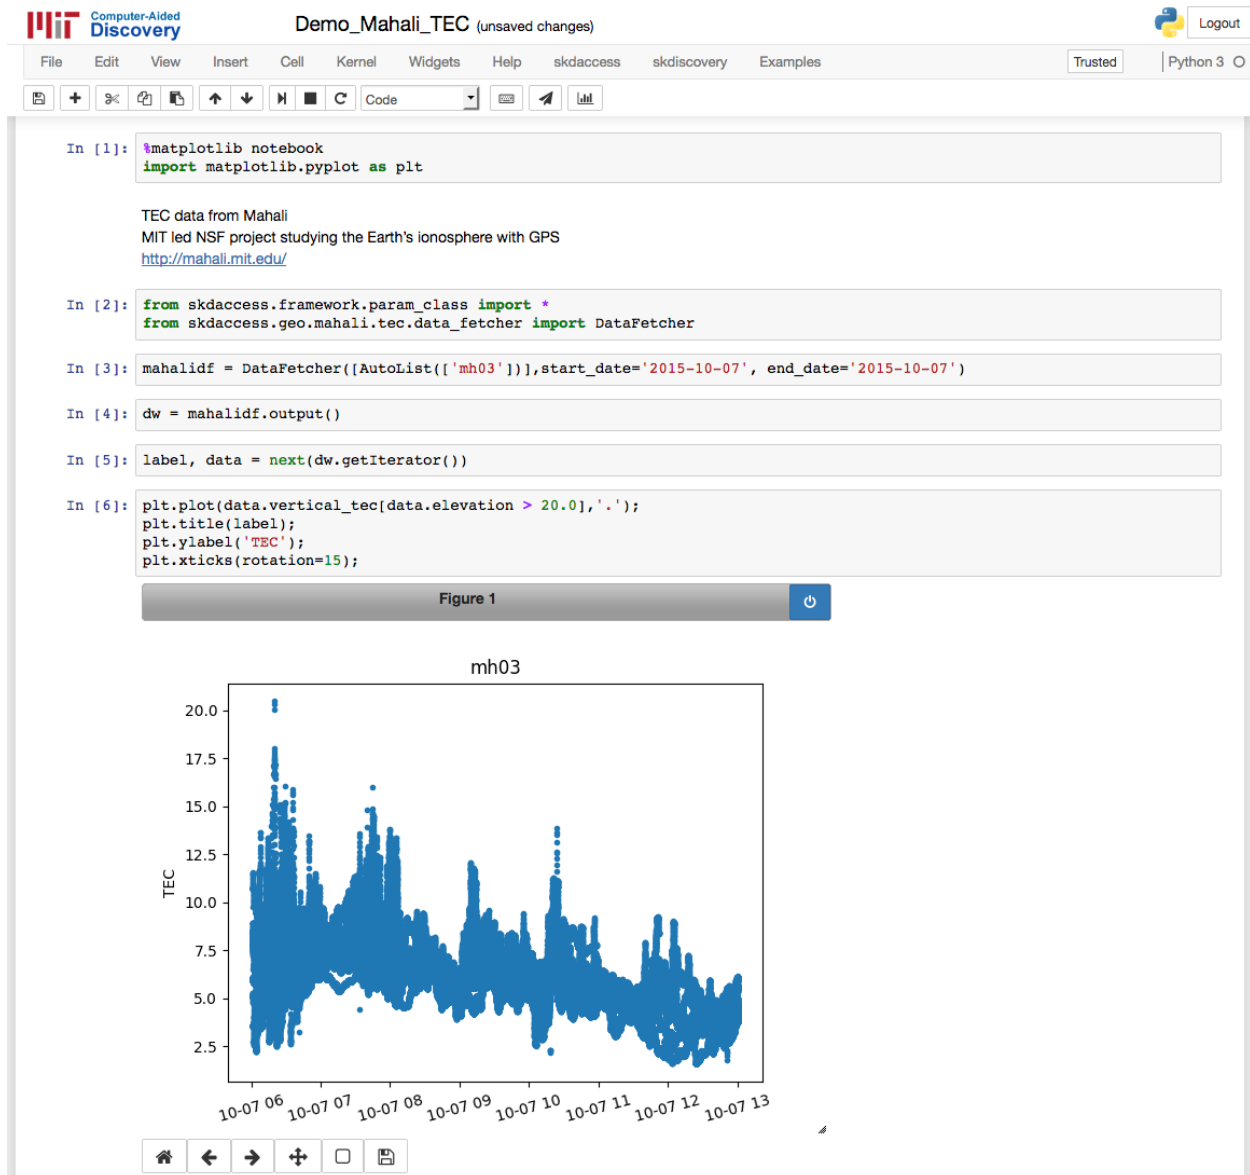 MIT Computer-Aided
Discovery
Demo_Mahali_TEC (unsaved changes)
Logout
File Edit View Insert Cell Kernel Widgets Help skdaccess skdiscovery Examples
Trusted
Python 3
Code
In [1]: %matplotlib notebook
import matplotlib.pyplot as plt
TEC data from Mahali
MIT led NSF project studying the Earth's ionosphere with GPS
http://mahali.mit.edu/
In [2]: from skdaccess.framework.param_class import *
from skdaccess.geo.mahali.tec.data_fetcher import DataFetcher
In [3]: mahalidf = DataFetcher([AutoList(['mh03'])],start_date='2015-10-07', end_date='2015-10-07')
In [4]: dw = mahalidf.output()
In [5]: label, data = next(dw.getIterator())
In [6]: plt.plot(data.vertical_tec[data.elevation > 20.0],'.');
plt.title(label);
plt.ylabel('TEC');
plt.xticks(rotation=15);
Figure 1
mh03
20.0
17.5
15.0
12.5
10.0
7.5
5.0
2.5
TEC
10-07 06 10-07 07 10-07 08 10-07 09 10-07 10 10-07 11 10-07 12 10-07 13